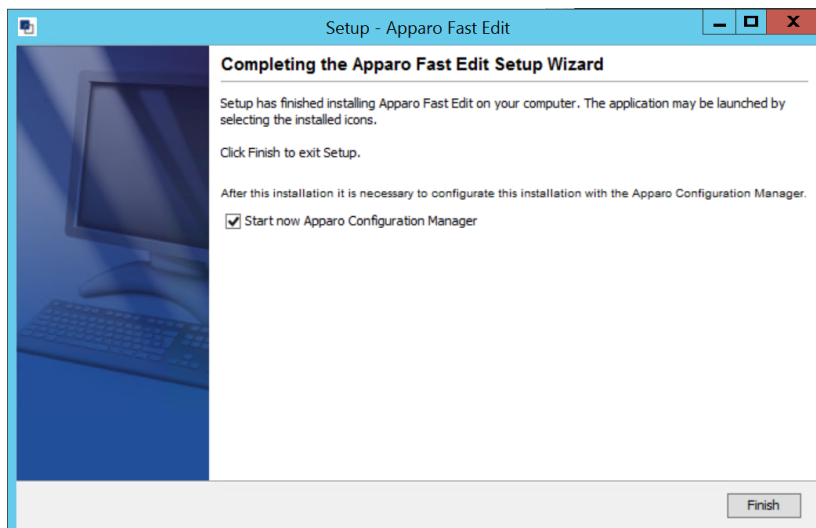 Setup - Apparo Fast Edit
Completing the Apparo Fast Edit Setup Wizard
Setup has finished installing Apparo Fast Edit on your computer. The application may be launched by
selecting the installed icons.
Click Finish to exit Setup.
After this installation it is necessary to configurate this installation with the Apparo Configuration Manager.
Start now Apparo Configuration Manager
Finish